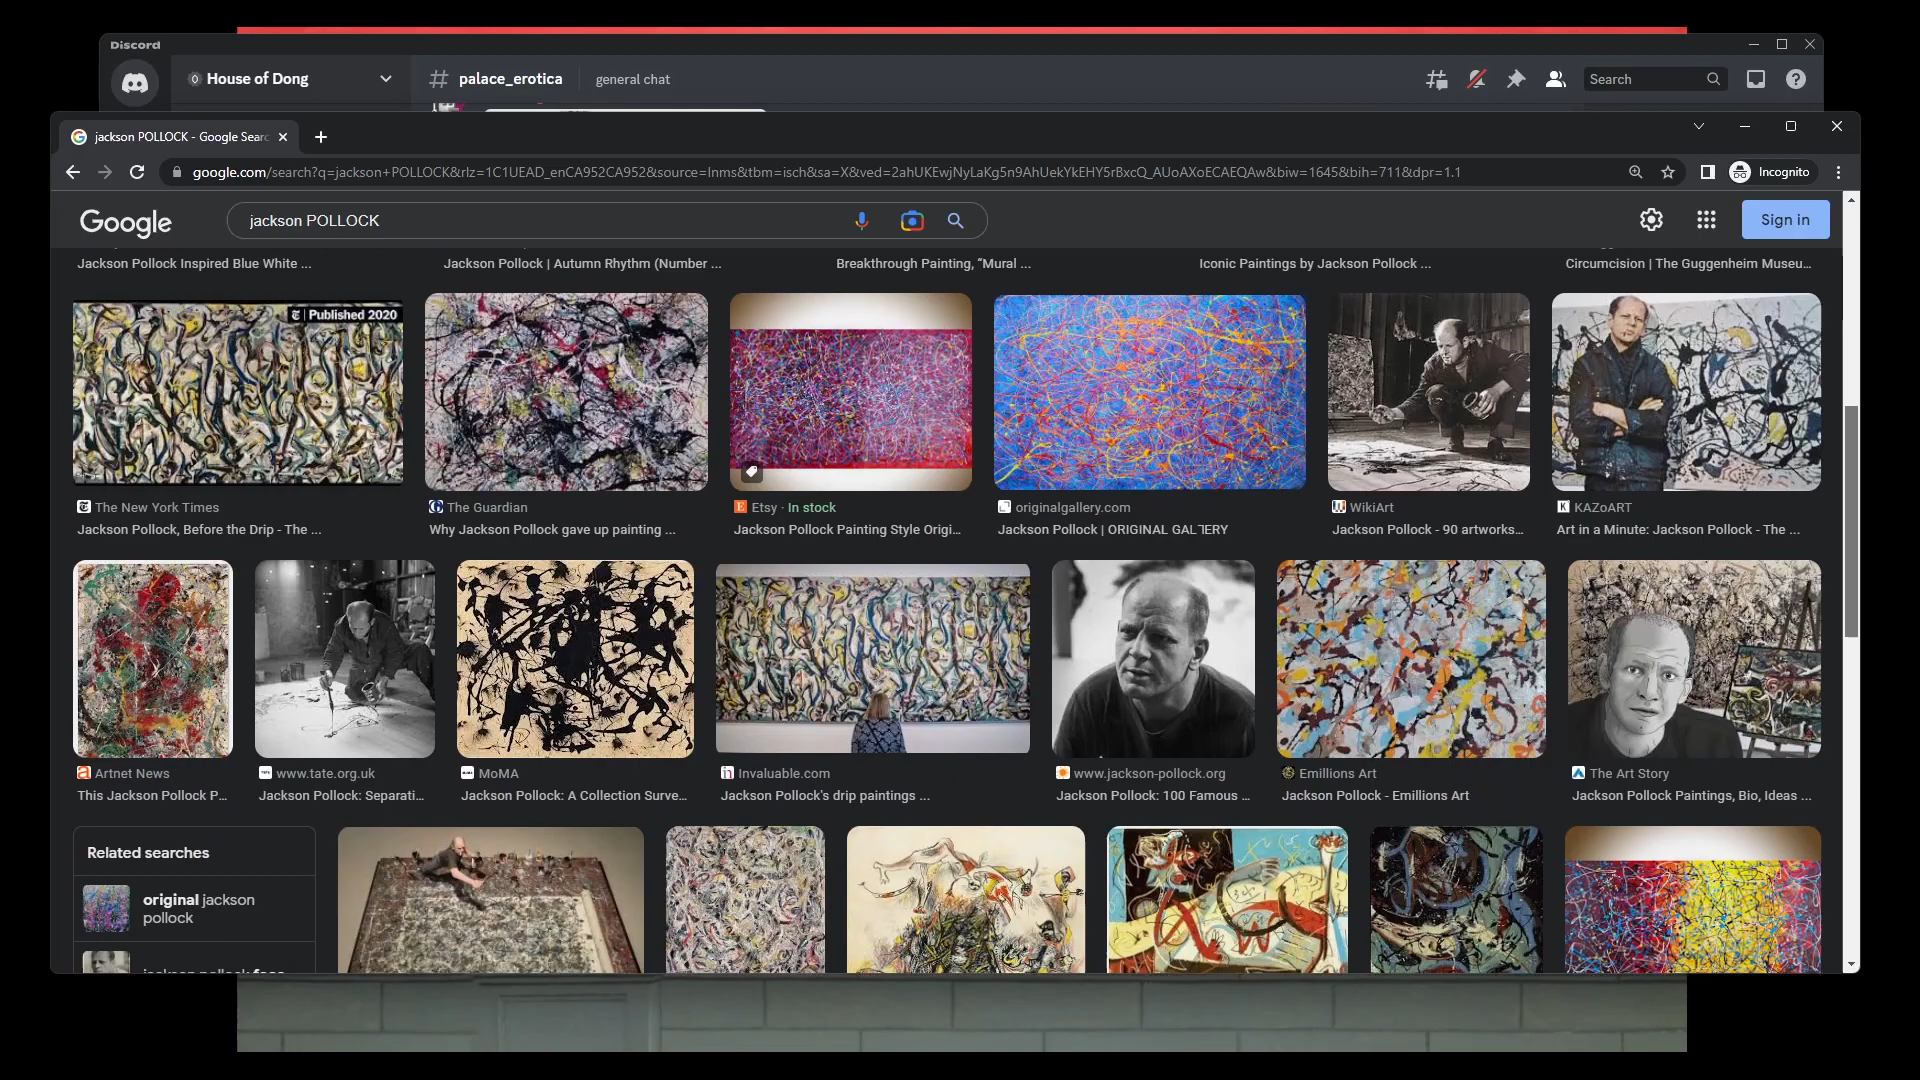 Discord
House of Dong
palace_erotica
general chat
Search
jackson POLLOCK - Google Searc
google.com/search?q=jackson+POLLOCK&rlz=1C1UEAD_enCA952CA952&source=lnms&tbm=isch&sa=X&ved=2ahUKEwjNyLaKg5n9AhUekYkEHY5rBxcQ_AUoAXoECAEQAw&biw=1645&bih=711&dpr=1.1
Incognito
Google
jackson POLLOCK
Sign in
Jackson Pollock Inspired Blue White ...
Jackson Pollock | Autumn Rhythm (Number ...
Breakthrough Painting, “Mural ...
Iconic Paintings by Jackson Pollock ...
Circumcision | The Guggenheim Museu...
Published 2020
The New York Times
The Guardian
Etsy · In stock
originalgallery.com
WikiArt
KAZoART
Jackson Pollock, Before the Drip - The ...
Why Jackson Pollock gave up painting ...
Jackson Pollock Painting Style Origi...
Jackson Pollock | ORIGINAL GALLERY
Jackson Pollock - 90 artworks...
Art in a Minute: Jackson Pollock - The ...
Artnet News
www.tate.org.uk
MoMA
Invaluable.com
www.jackson-pollock.org
Emillions Art
The Art Story
This Jackson Pollock P...
Jackson Pollock: Separati...
Jackson Pollock: A Collection Surve...
Jackson Pollock's drip paintings ...
Jackson Pollock: 100 Famous ...
Jackson Pollock - Emillions Art
Jackson Pollock Paintings, Bio, Ideas ...
Related searches
original jackson
pollock
jackson pollock face